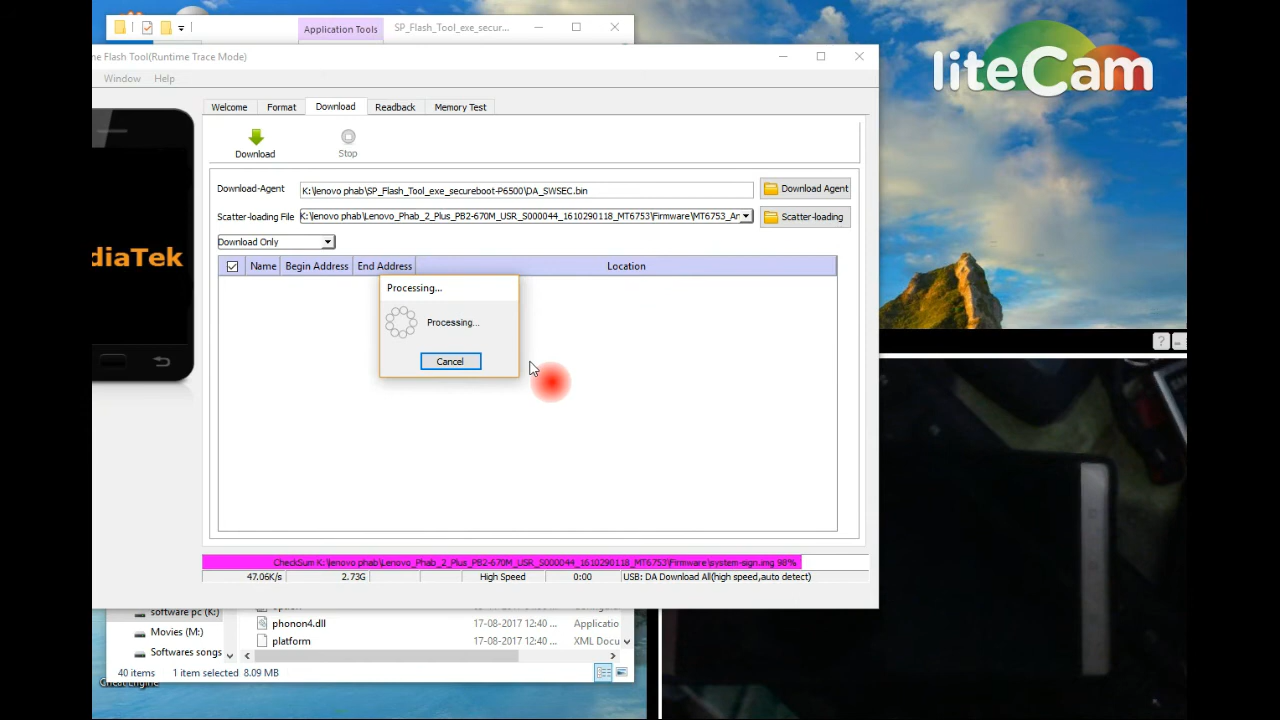 Application Tools
SP_Flash_Tool_exe_secur...
liteCam
ne Flash Tool(Runtime Trace Mode)
Window Help
Welcome Format Download Readback Memory Test
Download Stop
Download-Agent K:\lenovo phab\SP_Flash_Tool_exe_secureboot-P6500\DA_SWSEC.bin Download Agent
Scatter-loading File K:\lenovo phab\Lenovo_Phab_2_Plus_PB2-670M_USR_S000044_1610290118_MT6753\Firmware\MT6753_Ar Scatter-loading
Download Only
diaTek
Name Begin Address End Address Location
Processing...
Processing...
Cancel
CheckSum K:\lenovo phab\Lenovo_Phab_2_Plus_PB2-670M_USR_S000044_1610290118_MT6753\Firmware\system-sign.img 98%
47.06K/s 2.73G High Speed 0:00 USB: DA Download All(high speed,auto detect)
software pc (K:)
phonon4.dll 17-08-2017 12:40 ... Applicatio
Movies (M:)
platform 17-08-2017 12:40 ... XML Docu
Softwares songs
40 items 1 item selected 8.09 MB